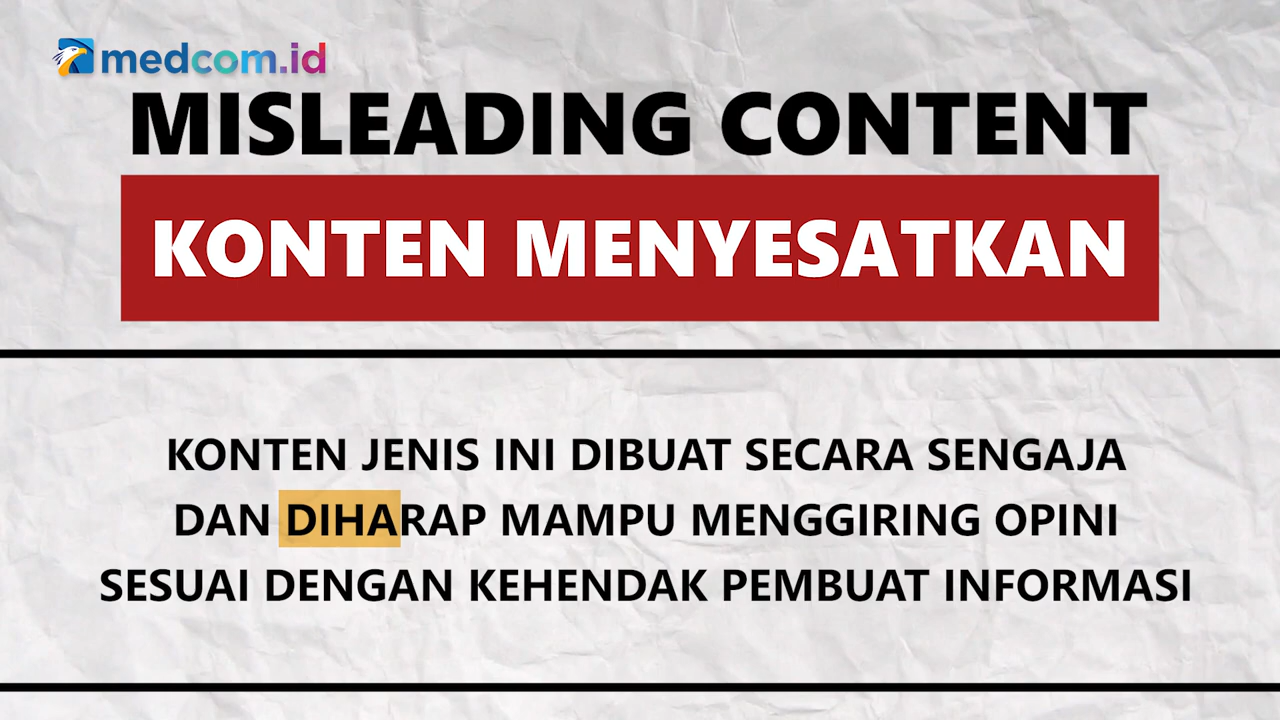 medcom.id
MISLEADING CONTENT
KONTEN MENYESATKAN
KONTEN JENIS INI DIBUAT SECARA SENGAJA
DAN DIHARAP MAMPU MENGGIRING OPINI
SESUAI DENGAN KEHENDAK PEMBUAT INFORMASI